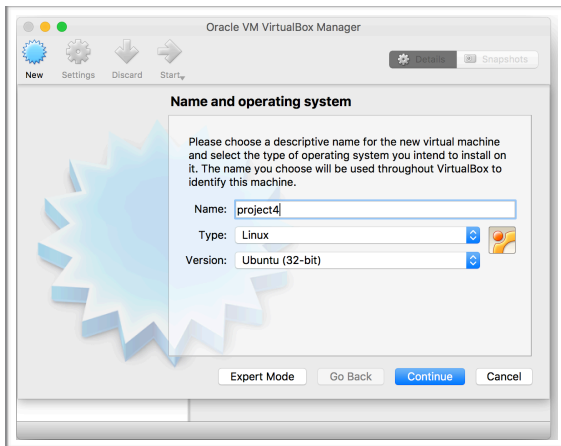 Oracle VM VirtualBox Manager
New Settings Discard Start
Details Snapshots
Name and operating system
Please choose a descriptive name for the new virtual machine
and select the type of operating system you intend to install on
it. The name you choose will be used throughout VirtualBox to
identify this machine.
Name: project4
Type: Linux
Version: Ubuntu (32-bit)
Expert Mode Go Back Continue Cancel